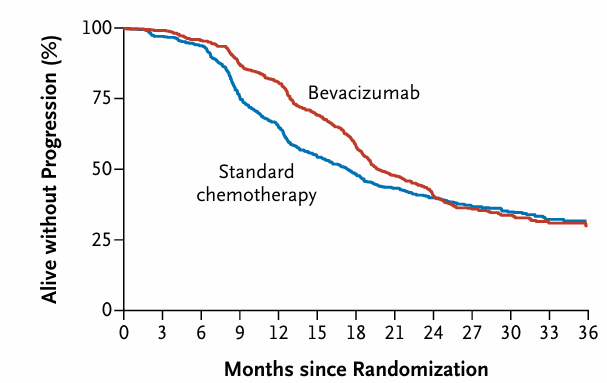 Alive without Progression (%)
100
75
50
25
0
Bevacizumab
Standard
chemotherapy
0 3 6 9 12 15 18 21 24 27 30 33 36
Months since Randomization